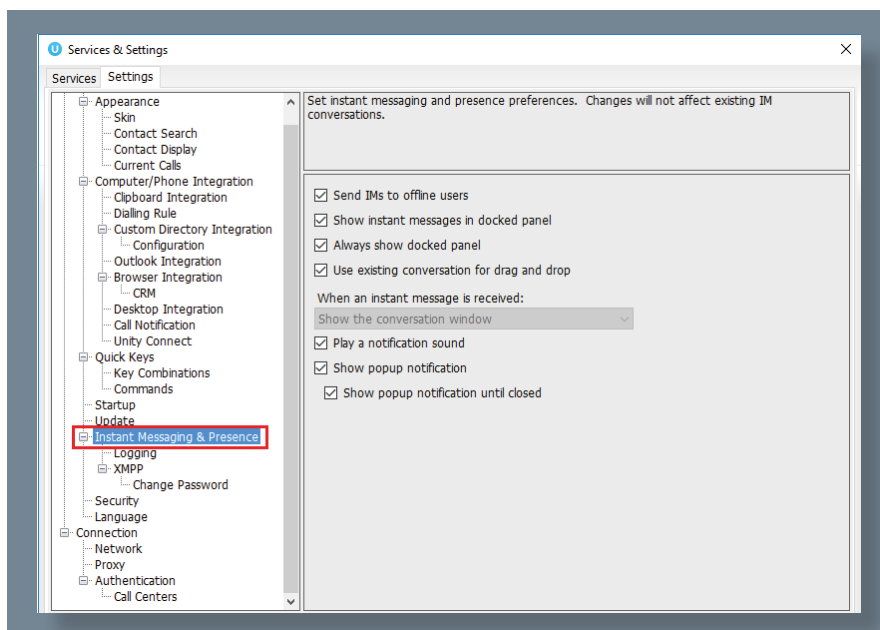 U Services & Settings
Services Settings
Appearance
Skin
Contact Search
Contact Display
Current Calls
Computer/Phone Integration
Clipboard Integration
Dialling Rule
Custom Directory Integration
Configuration
Outlook Integration
Browser Integration
CRM
Desktop Integration
Call Notification
Unity Connect
Quick Keys
Key Combinations
Commands
Startup
Update
Instant Messaging & Presence
Logging
XMPP
Change Password
Security
Language
Connection
Network
Proxy
Authentication
Call Centers
Set instant messaging and presence preferences. Changes will not affect existing IM
conversations.
Send IMs to offline users
Show instant messages in docked panel
Always show docked panel
Use existing conversation for drag and drop
When an instant message is received:
Show the conversation window
Play a notification sound
Show popup notification
Show popup notification until closed